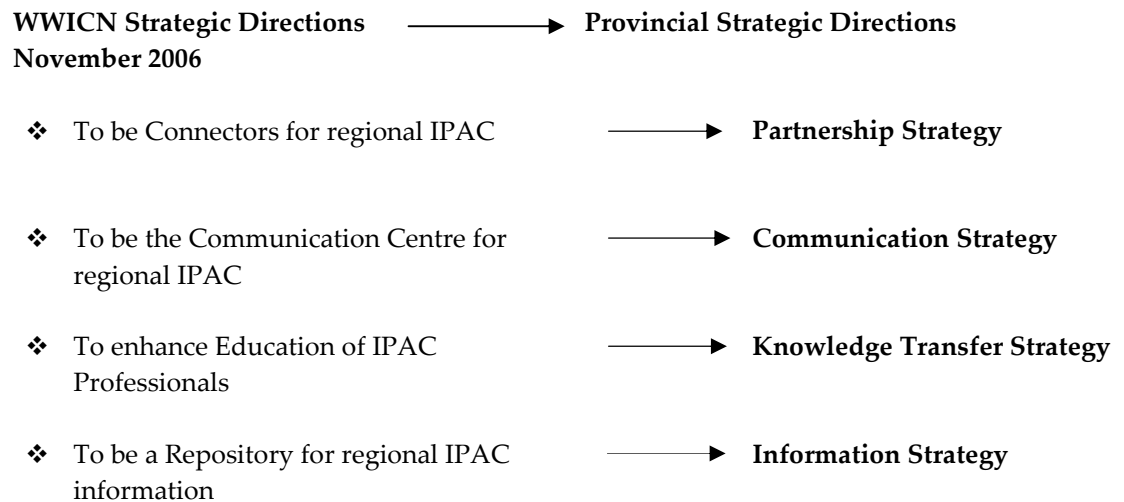 WWICN Strategic Directions Provincial Strategic Directions
November 2006
❖ To be Connectors for regional IPAC Partnership Strategy
❖ To be the Communication Centre for Communication Strategy
regional IPAC
❖ To enhance Education of IPAC Knowledge Transfer Strategy
Professionals
❖ To be a Repository for regional IPAC Information Strategy
information